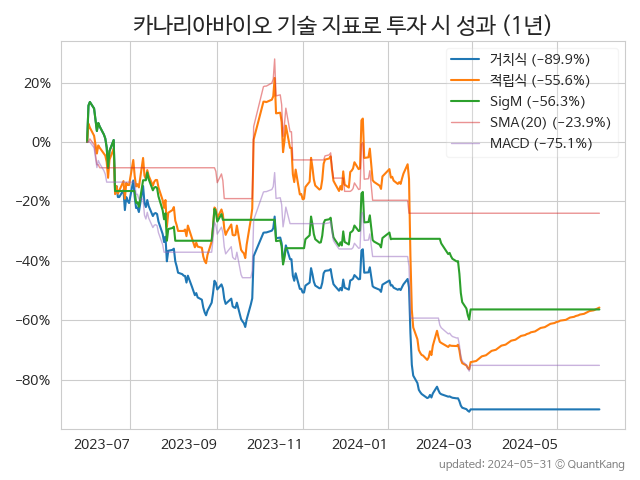 카나리아바이오 기술 지표로 투자 시 성과 (1년)
거치식 (−89.9%)
적립식 (−55.6%)
SigM (−56.3%)
SMA(20) (−23.9%)
MACD (−75.1%)
20%
0%
−20%
−40%
−60%
−80%
2023-07
2023-09
2023-11
2024-01
2024-03
2024-05
updated: 2024-05-31 © QuantKang